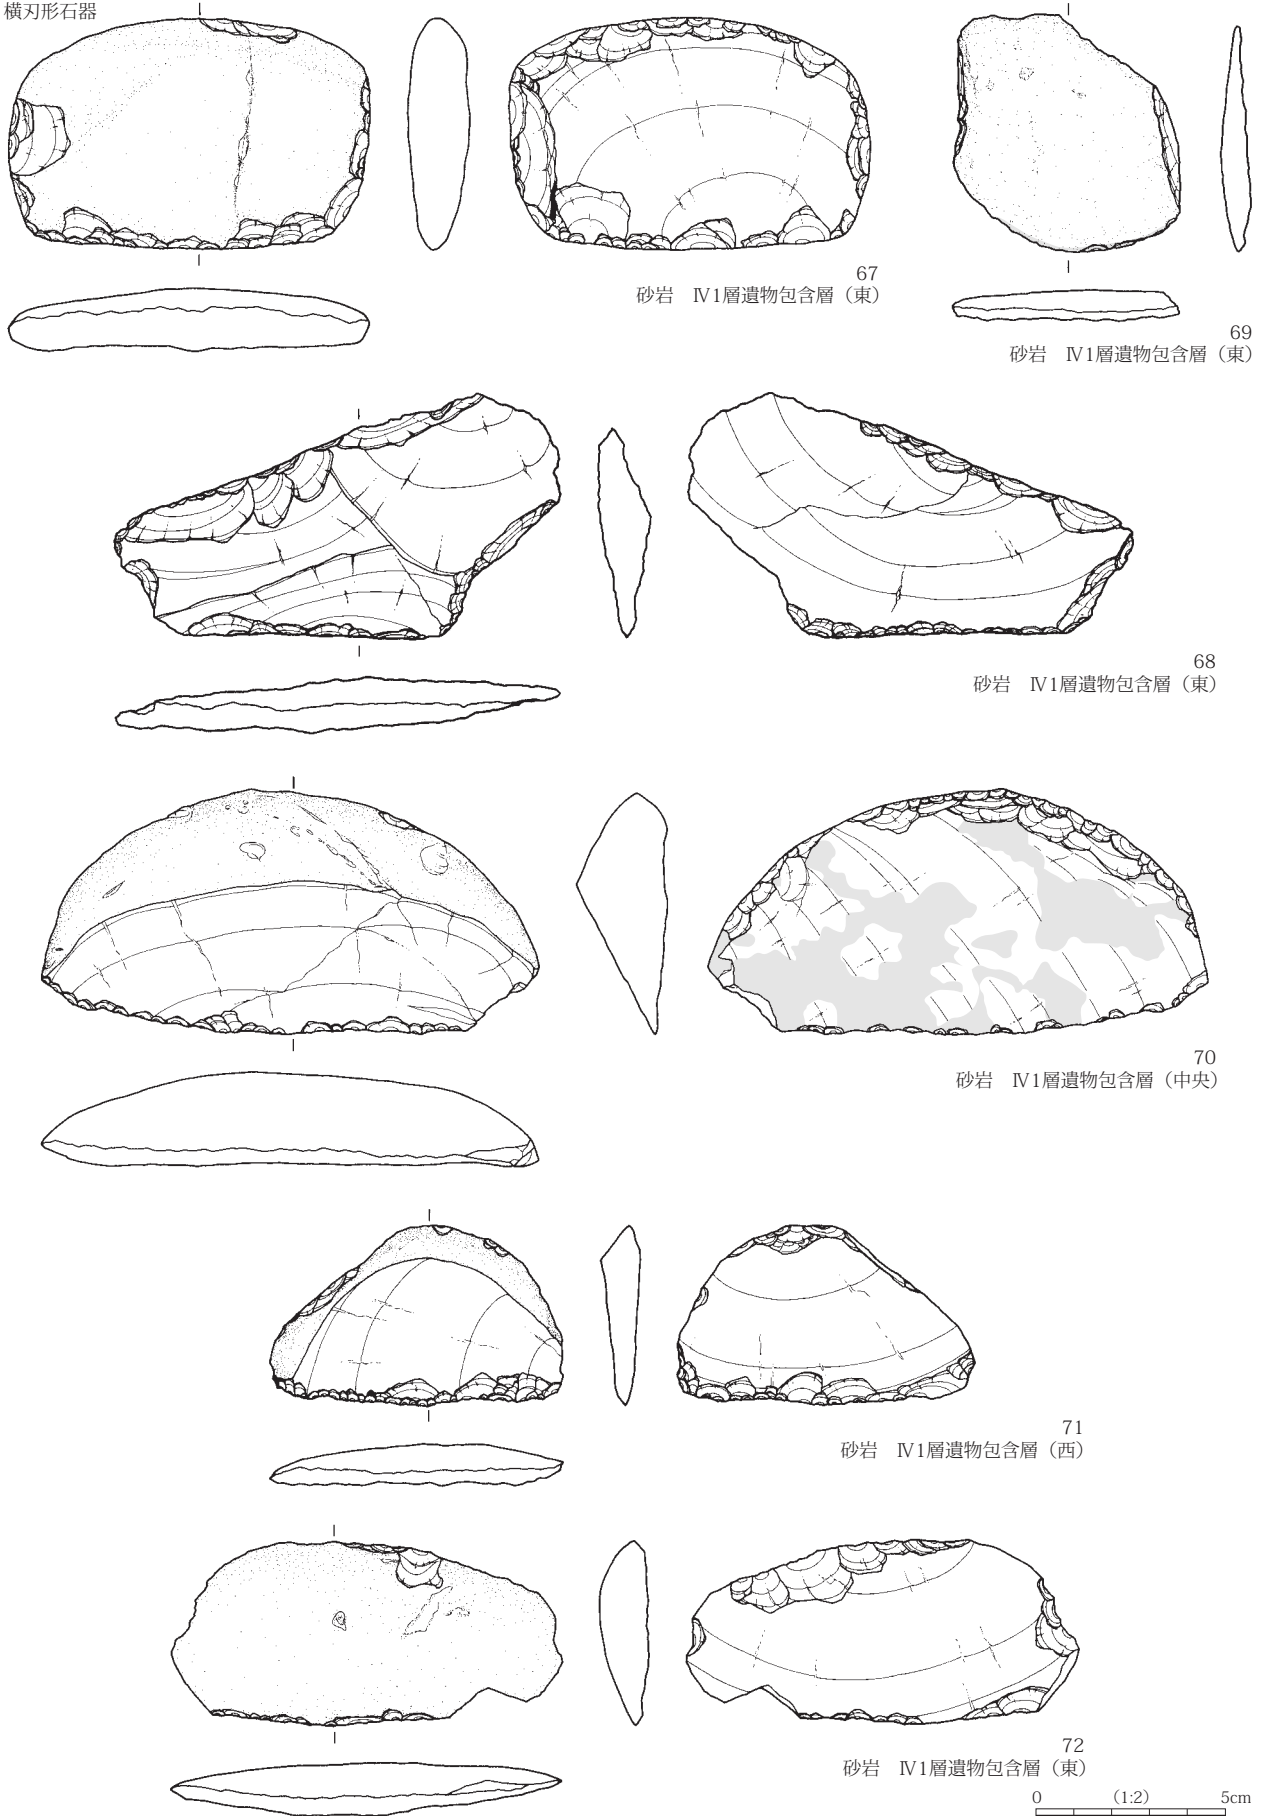 横刃形石器
67
砂岩　Ⅳ1層遺物包含層（東）
69
砂岩　Ⅳ1層遺物包含層（東）
68
砂岩　Ⅳ1層遺物包含層（東）
70
砂岩　Ⅳ1層遺物包含層（中央）
71
砂岩　Ⅳ1層遺物包含層（西）
72
砂岩　Ⅳ1層遺物包含層（東）
0　(1:2)　5cm